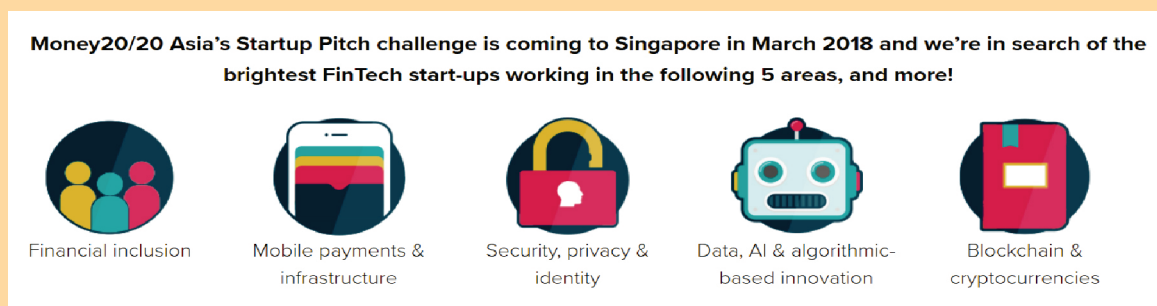 Money20/20 Asia's Startup Pitch challenge is coming to Singapore in March 2018 and we're in search of the
brightest FinTech start-ups working in the following 5 areas, and more!
Financial inclusion
Mobile payments &
infrastructure
Security, privacy &
identity
Data, AI & algorithmic-
based innovation
Blockchain &
cryptocurrencies